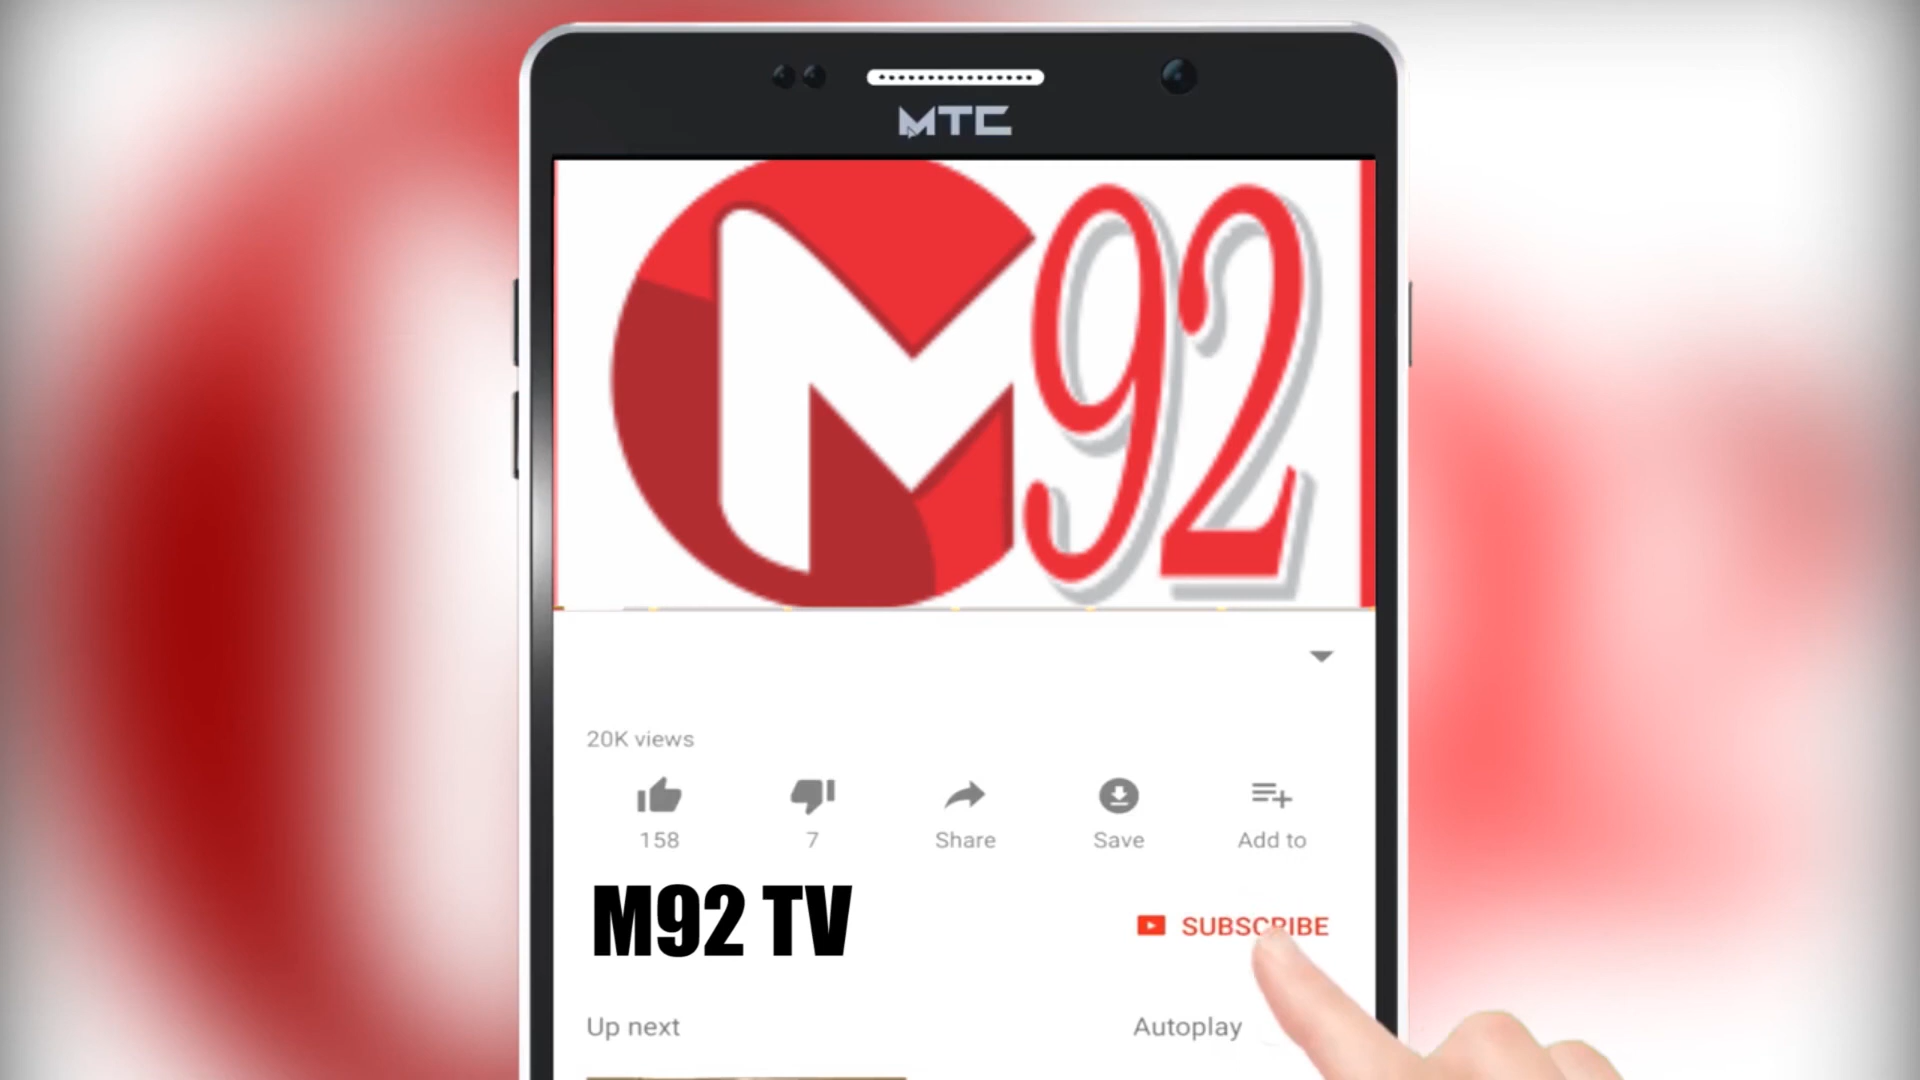 MTC
M92
20K views
158
7
Share
Save
Add to
M92 TV
SUBSCRIBE
Up next
Autoplay